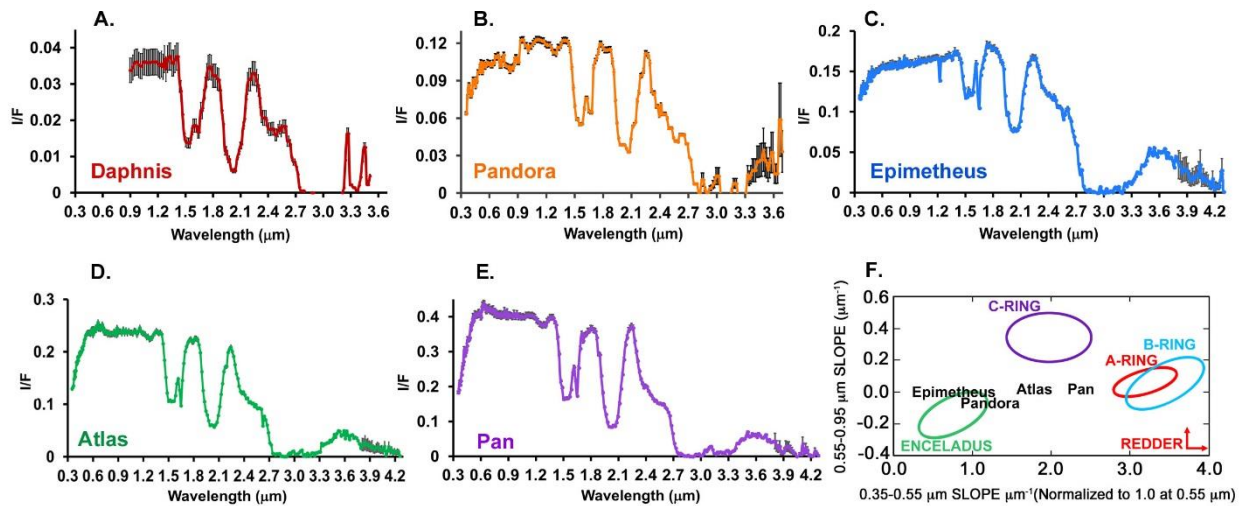 A.
I/F
0.04
0.03
0.02
0.01
0
Daphnis
0.3 0.6 0.9 1.2 1.5 1.8 2.1 2.4 2.7 3.0 3.3 3.6
Wavelength (μm)
B.
I/F
0.12
0.09
0.06
0.03
0
Pandora
0.3 0.6 0.9 1.2 1.5 1.8 2.1 2.4 2.7 3.0 3.3 3.6
Wavelength (μm)
C.
I/F
0.2
0.15
0.1
0.05
0
Epimetheus
0.3 0.6 0.9 1.2 1.5 1.8 2.1 2.4 2.7 3.0 3.3 3.6 3.9 4.2
Wavelength (μm)
D.
I/F
0.3
0.2
0.1
0
Atlas
0.3 0.6 0.9 1.2 1.5 1.8 2.1 2.4 2.7 3.0 3.3 3.6 3.9 4.2
Wavelength (μm)
E.
I/F
0.4
0.3
0.2
0.1
0
Pan
0.3 0.6 0.9 1.2 1.5 1.8 2.1 2.4 2.7 3.0 3.3 3.6 3.9 4.2
Wavelength (μm)
F.
0.55-0.95 μm SLOPE (μm⁻¹)
0.6
0.4
0.2
0.0
-0.2
-0.4
C-RING
B-RING
A-RING
Epimetheus
Atlas
Pan
Pandora
ENCELADUS
REDDER
0.0 1.0 2.0 3.0 4.0
0.35-0.55 μm SLOPE μm⁻¹(Normalized to 1.0 at 0.55 μm)